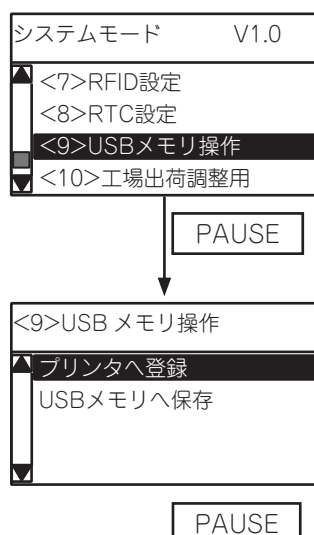 システムモード V1.0
<7>RFID設定
<8>RTC設定
<9>USBメモリ操作
<10>工場出荷調整用
PAUSE
<9>USB メモリ操作
プリンタへ登録
USBメモリへ保存
PAUSE